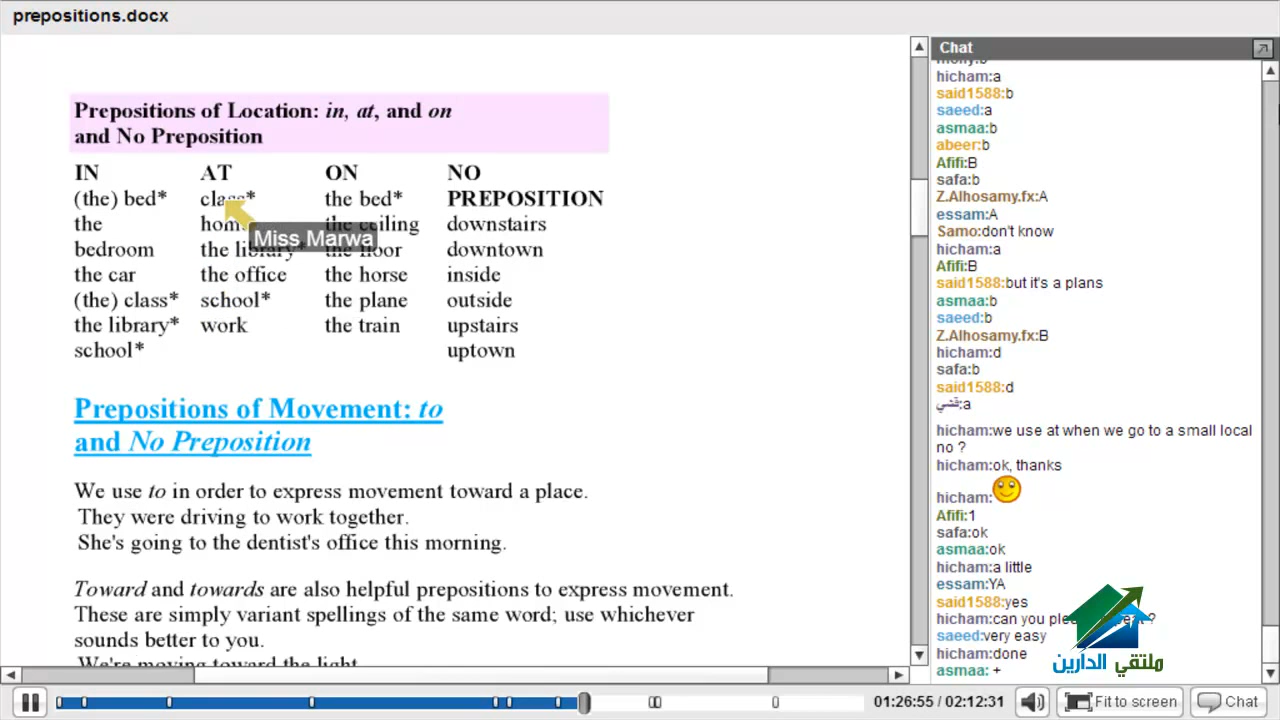 prepositions.docx
Prepositions of Location: in, at, and on
and No Preposition
IN AT ON NO
(the) bed* class* the bed* PREPOSITION
the home the ceiling downstairs
Miss Marwa
bedroom the library* the floor downtown
the car the office the horse inside
(the) class* school* the plane outside
the library* work the train upstairs
school* uptown
Prepositions of Movement: to
and No Preposition
We use to in order to express movement toward a place.
They were driving to work together.
She's going to the dentist's office this morning.
Toward and towards are also helpful prepositions to express movement.
These are simply variant spellings of the same word; use whichever
sounds better to you.
We're moving toward the light.
Chat
molly:b
hicham:a
said1588:b
saeed:a
asmaa:b
abeer:b
Afifi:B
safa:b
Z.Alhosamy.fx:A
essam:A
Samo:don't know
hicham:a
Afifi:B
said1588:but it's a plans
asmaa:b
saeed:b
Z.Alhosamy.fx:B
hicham:d
safa:b
said1588:d
:a
hicham:we use at when we go to a small local
no ?
hicham:ok, thanks
hicham:
Afifi:1
safa:ok
asmaa:ok
hicham:a little
essam:YA
said1588:yes
hicham:can you ?
saeed:very easy
hicham:done
asmaa: +
ملتقي الدارين
01:26:55 / 02:12:31
Fit to screen
Chat